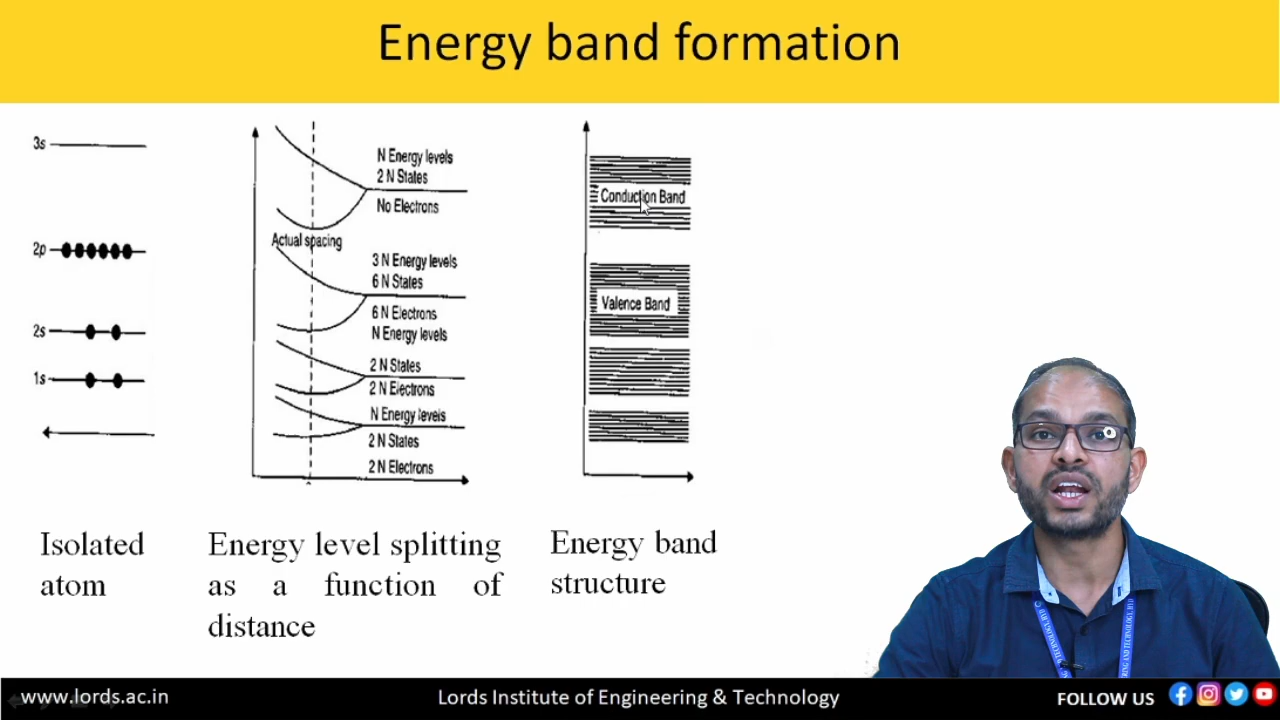 Energy band formation
3s
2p
2s
1s
N Energy levels
2 N States
No Electrons
Actual spacing
3 N Energy levels
6 N States
6 N Electrons
N Energy levels
2 N States
2 N Electrons
N Energy levels
2 N States
2 N Electrons
Conduction Band
Valence Band
Isolated
atom
Energy level splitting
as a function of
distance
Energy band
structure
www.lords.ac.in
Lords Institute of Engineering & Technology
FOLLOW US